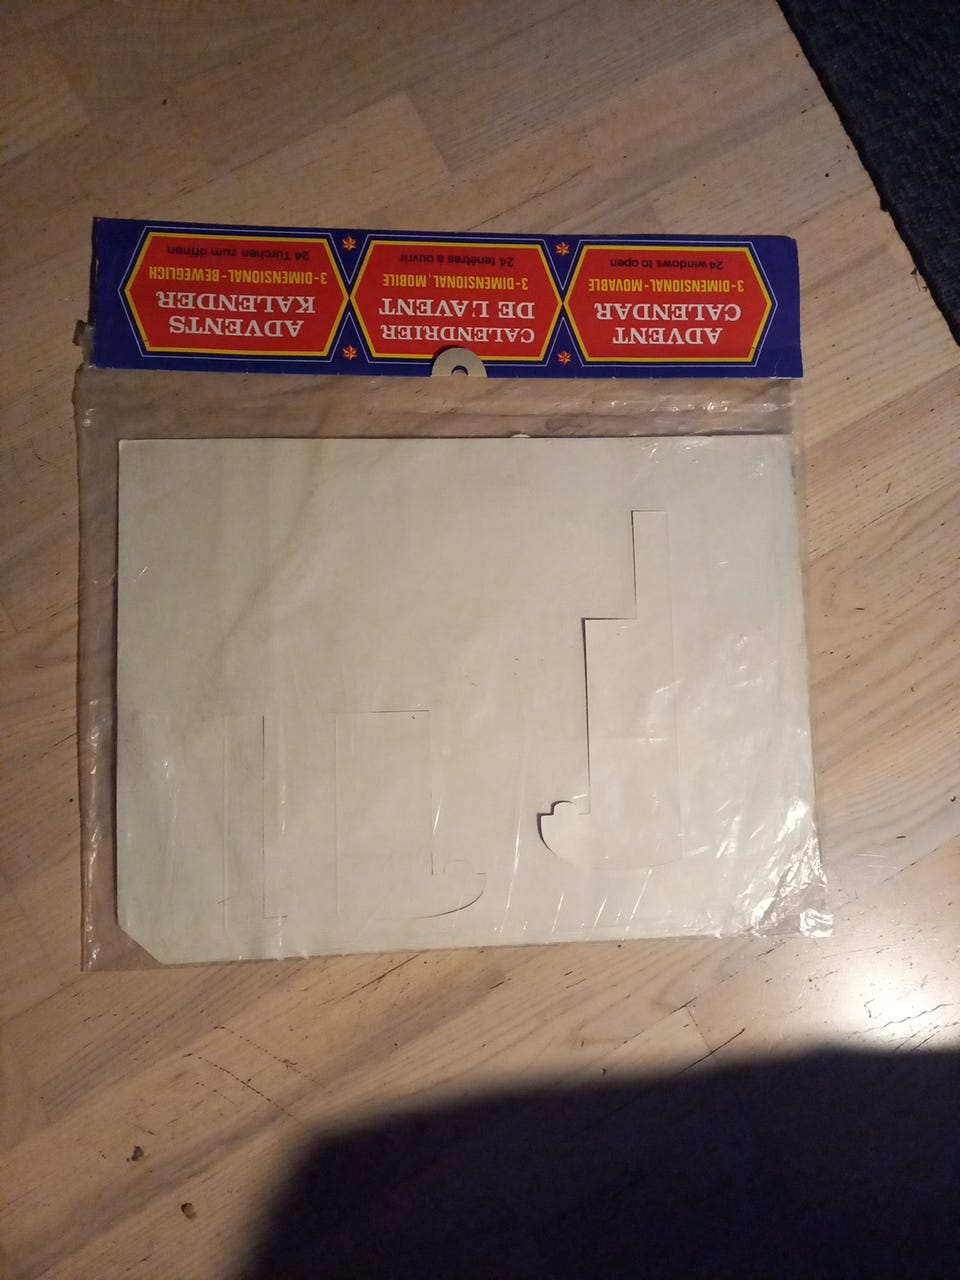 ADVENT
CALENDAR
3-DIMENSIONAL-MOVABLE
24 windows to open
CALENDRIER
DE L'AVENT
3-DIMENSIONAL, MOBILE
24 fenêtres à ouvrir
ADVENTS
KALENDER
3-DIMENSIONAL-BEWEGLICH
24 Türchen zum öffnen